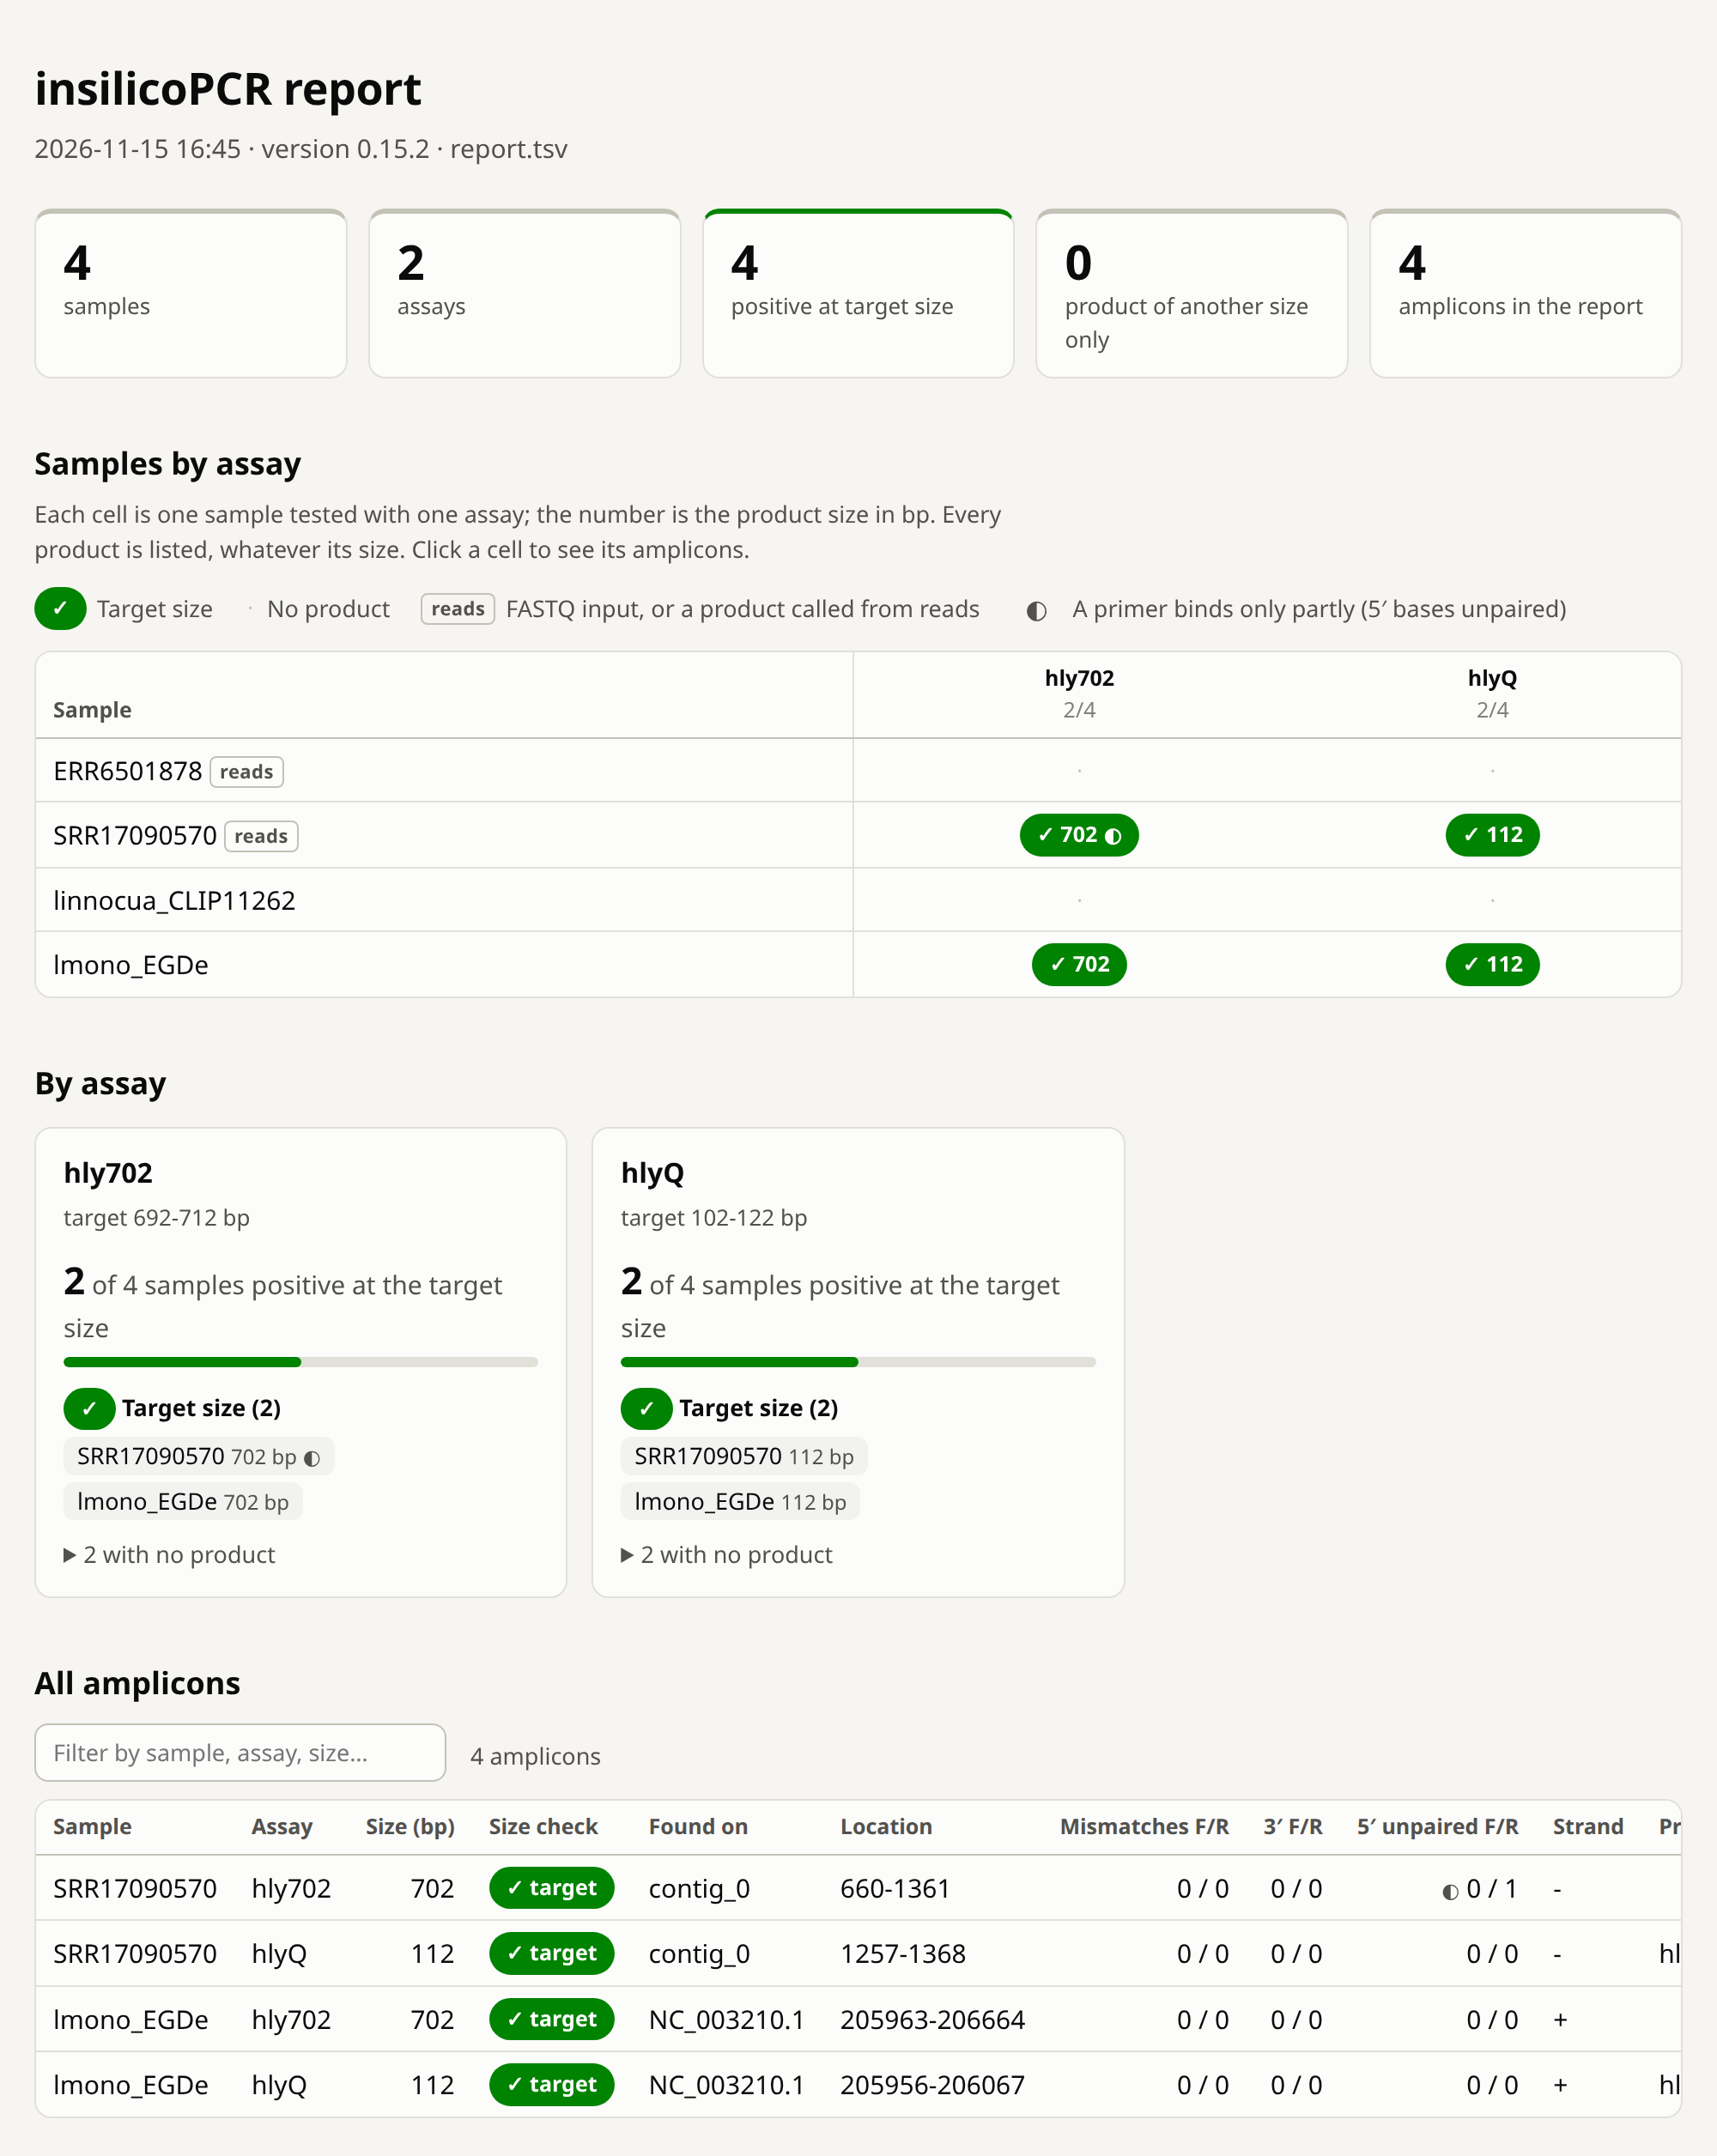 insilicoPCR report
2026-11-15 16:45 · version 0.15.2 · report.tsv
4
samples
2
assays
4
positive at target size
0
product of another size
only
4
amplicons in the report
Samples by assay
Each cell is one sample tested with one assay; the number is the product size in bp. Every
product is listed, whatever its size. Click a cell to see its amplicons.
✓ Target size · No product reads FASTQ input, or a product called from reads ◐ A primer binds only partly (5′ bases unpaired)
Sample hly702 2/4 hlyQ 2/4
ERR6501878 reads · ·
SRR17090570 reads ✓ 702 ◐ ✓ 112
linnocua_CLIP11262 · ·
lmono_EGDe ✓ 702 ✓ 112
By assay
hly702
target 692-712 bp
2 of 4 samples positive at the target
size
✓ Target size (2)
SRR17090570 702 bp ◐
lmono_EGDe 702 bp
▶ 2 with no product
hlyQ
target 102-122 bp
2 of 4 samples positive at the target
size
✓ Target size (2)
SRR17090570 112 bp
lmono_EGDe 112 bp
▶ 2 with no product
All amplicons
Filter by sample, assay, size... 4 amplicons
Sample Assay Size (bp) Size check Found on Location Mismatches F/R 3′ F/R 5′ unpaired F/R Strand Pr
SRR17090570 hly702 702 ✓ target contig_0 660-1361 0 / 0 0 / 0 ◐ 0 / 1 -
SRR17090570 hlyQ 112 ✓ target contig_0 1257-1368 0 / 0 0 / 0 0 / 0 - hl
lmono_EGDe hly702 702 ✓ target NC_003210.1 205963-206664 0 / 0 0 / 0 0 / 0 +
lmono_EGDe hlyQ 112 ✓ target NC_003210.1 205956-206067 0 / 0 0 / 0 0 / 0 + hl